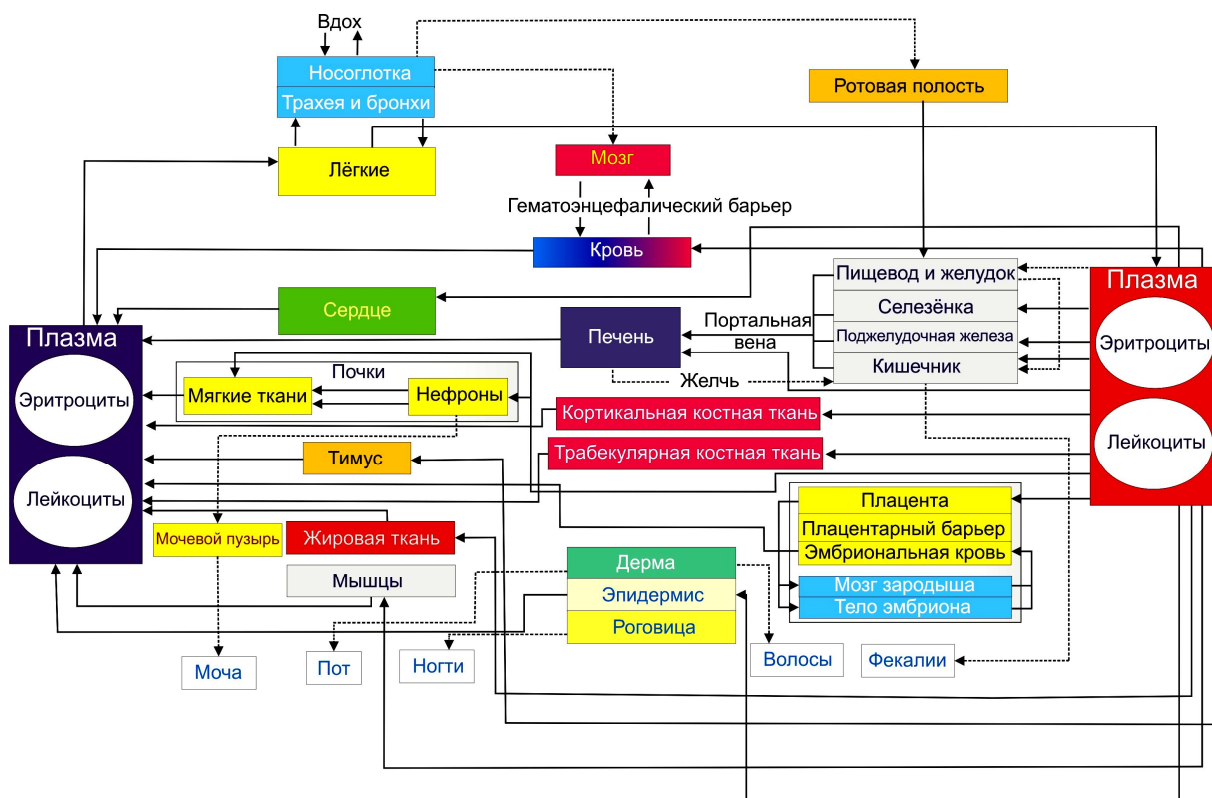 Вдох
Носоглотка
Трахея и бронхи
Ротовая полость
Лёгкие
Мозг
Гематоэнцефалический барьер
Кровь
Пищевод и желудок
Плазма
Сердце
Селезёнка
Плазма
Печень
Портальная
вена
Поджелудочная железа
Эритроциты
Почки
Кишечник
Желчь
Мягкие ткани
Нефроны
Эритроциты
Кортикальная костная ткань
Лейкоциты
Тимус
Трабекулярная костная ткань
Лейкоциты
Плацента
Плацентарный барьер
Мочевой пузырь
Жировая ткань
Эмбриональная кровь
Дерма
Мышцы
Мозг зародыша
Эпидермис
Тело эмбриона
Роговица
Моча
Пот
Ногти
Волосы
Фекалии